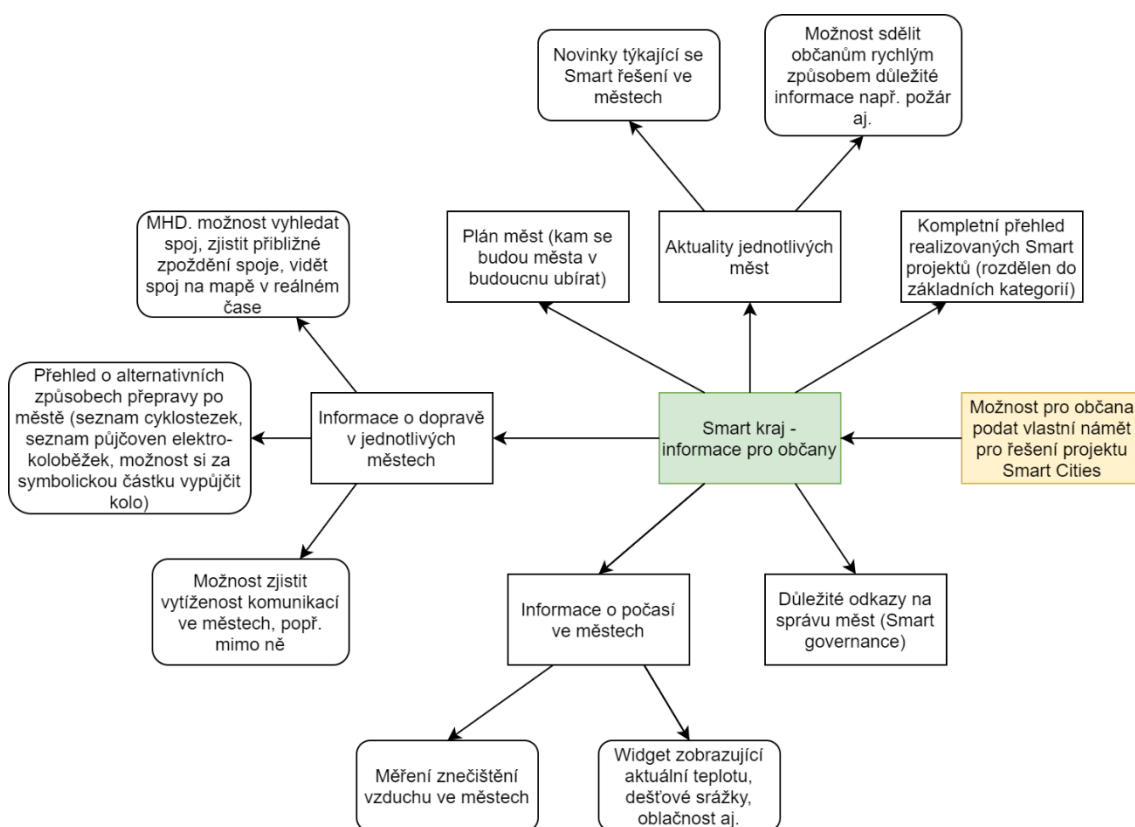 Novinky týkající se
Smart řešení ve
městech
Možnost sdělit
občanům rychlým
způsobem důležité
informace např. požár
aj.
MHD. možnost vyhledat
spoj, zjistit přibližné
zpoždění spoje, vidět
spoj na mapě v reálném
čase
Plán měst (kam se
budou města v
budoucnu ubírat)
Aktuality jednotlivých
měst
Kompletní přehled
realizovaných Smart
projektů (rozdělen do
základních kategorií)
Přehled o alternativních
způsobech přepravy po
městě (seznam cyklostezek,
seznam půjčoven elektro-
koloběžek, možnost si za
symbolickou částku vypůjčit
kolo)
Informace o dopravě
v jednotlivých
městech
Smart kraj -
informace pro občany
Možnost pro občana
podat vlastní námět
pro řešení projektu
Smart Cities
Možnost zjistit
vytíženost komunikací
ve městech, popř.
mimo ně
Informace o počasí
ve městech
Důležité odkazy na
správu měst (Smart
governance)
Měření znečištění
vzduchu ve městech
Widget zobrazující
aktuální teplotu,
dešťové srážky,
oblačnost aj.